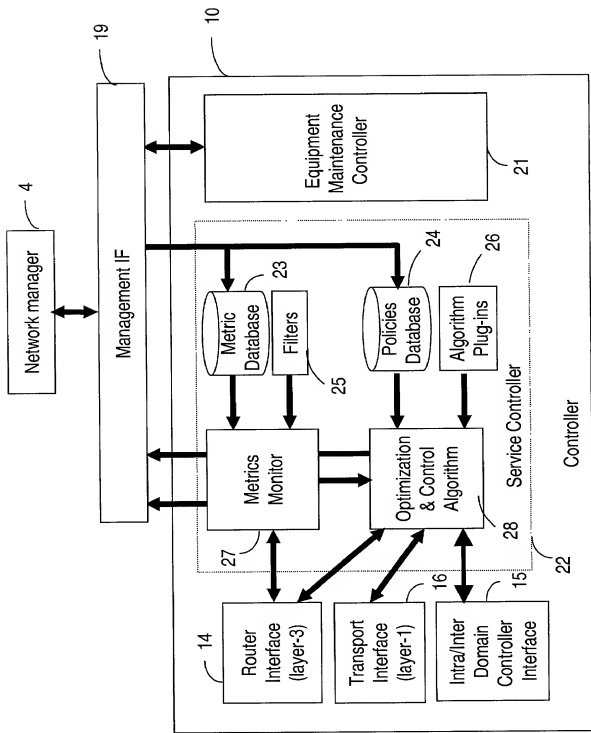 Network manager
4
Management IF
19
10
Equipment
Maintenance
Controller
21
Metric
Database
23
Filters
25
Policies
Database
24
Algorithm
Plug-ins
26
Metrics
Monitor
27
Optimization
& Control
Algorithm
28
Service Controller
22
Router
Interface
(layer-3)
14
Transport
Interface
(layer-1)
16
Intra/Inter
Domain
Controller
Interface
15
Controller